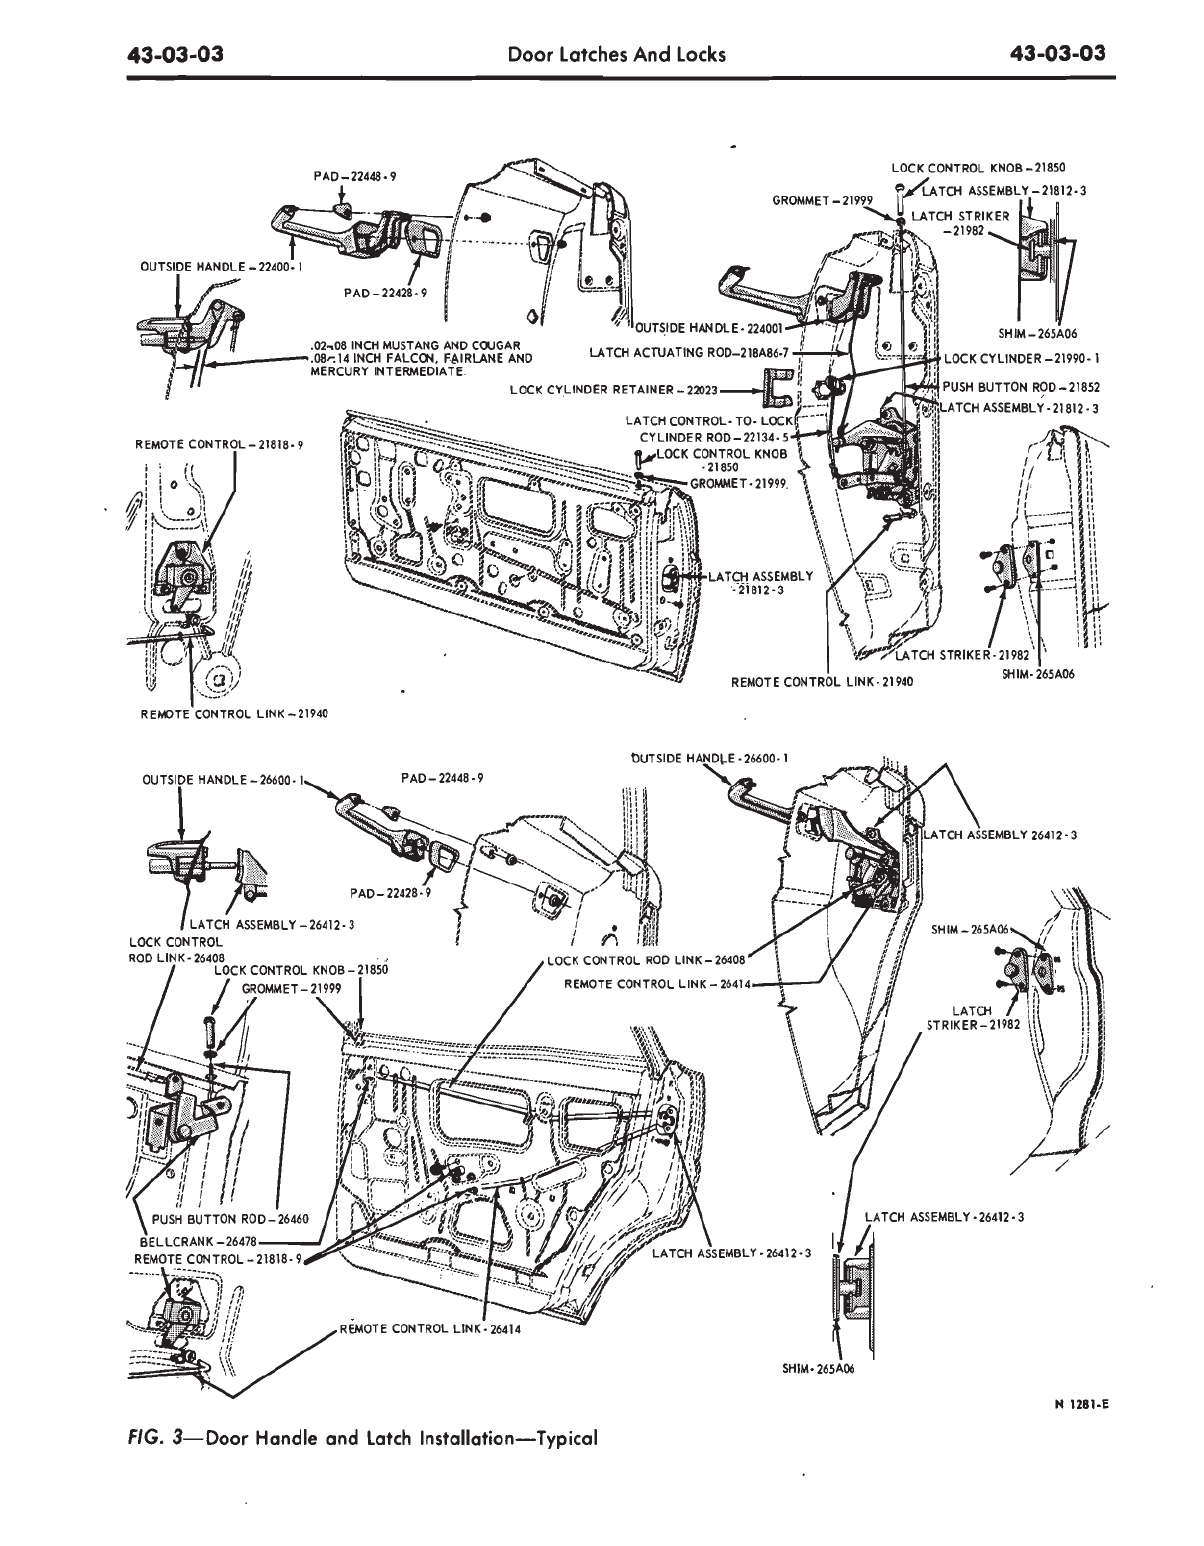 43-03-03 Door Latches And Locks 43-03-03
PAD-22448-9
OUTSIDE HANDLE-22400-1
PAD-22428-9
.02-.08 INCH MUSTANG AND COUGAR
.08-.14 INCH FALCON, FAIRLANE AND
MERCURY INTERMEDIATE
LOCK CONTROL KNOB-21850
LATCH ASSEMBLY-21812-3
GROMMET-21999
LATCH STRIKER
-21982
SHIM-265A06
OUTSIDE HANDLE-224001
LATCH ACTUATING ROD-218A86-7
LOCK CYLINDER-21990-1
LOCK CYLINDER RETAINER-22023
PUSH BUTTON ROD-21852
LATCH ASSEMBLY-21812-3
LATCH CONTROL-TO-LOCK
CYLINDER ROD-22134-5
LOCK CONTROL KNOB
-21850
GROMMET-21999.
REMOTE CONTROL-21818-9
LATCH ASSEMBLY
-21812-3
LATCH STRIKER-21982
SHIM-265A06
REMOTE CONTROL LINK-21940
REMOTE CONTROL LINK-21940
OUTSIDE HANDLE-26600-1
PAD-22448-9
OUTSIDE HANDLE-26600-1
LATCH ASSEMBLY 26412-3
PAD-22428-9
LATCH ASSEMBLY-26412-3
LOCK CONTROL
ROD LINK-26408
LOCK CONTROL KNOB-21850
GROMMET-21999
LOCK CONTROL ROD LINK-26408
REMOTE CONTROL LINK-26414
SHIM-265A06
LATCH
STRIKER-21982
PUSH BUTTON ROD-26460
BELLCRANK-26478
REMOTE CONTROL-21818-9
LATCH ASSEMBLY-26412-3
LATCH ASSEMBLY-26412-3
REMOTE CONTROL LINK-26414
SHIM-265A06
N 1281-E
FIG. 3—Door Handle and Latch Installation—Typical